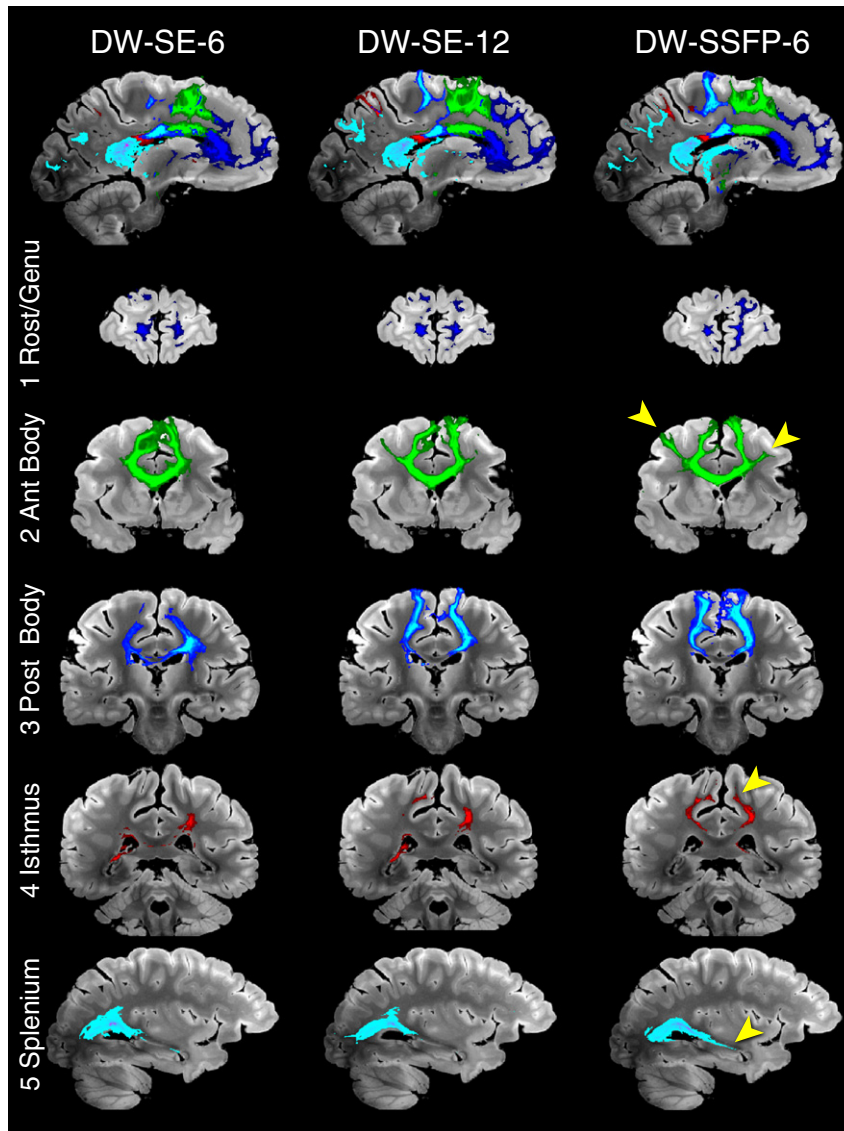 DW-SE-6 DW-SE-12 DW-SSFP-6
1 Rost/Genu
2 Ant Body
3 Post Body
4 Isthmus
5 Splenium